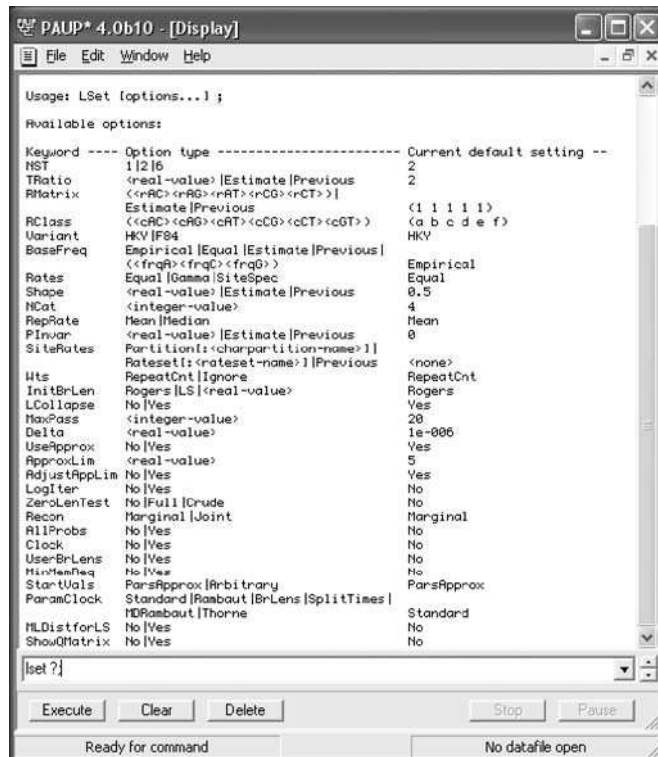 PAUP* 4.0b10 - [Display]
File Edit Window Help
Usage: LSet [options...] ;
Available options:
Keyword ---- Option type ------------------------ Current default setting --
NST 1|2|6 2
TRatio <real-value>|Estimate|Previous 2
RMatrix (<rAC><rAG><rAT><rCG><rCT>)|
Estimate|Previous (1 1 1 1 1)
RClass (<cAC><cAG><cAT><cCG><cCT><cGT>) (a b c d e f)
Variant HKY|F84 HKY
BaseFreq Empirical|Equal|Estimate|Previous|
(<frqA><frqC><frqG>) Empirical
Rates Equal|Gamma|SiteSpec Equal
Shape <real-value>|Estimate|Previous 0.5
NCat <integer-value> 4
RepRate Mean|Median Mean
PInvar <real-value>|Estimate|Previous 0
SiteRates Partition[:<charpartition-name>]|
Rateset[:<rateset-name>]|Previous <none>
Wts RepeatCnt|Ignore RepeatCnt
InitBrLen Rogers|LS|<real-value> Rogers
LCollapse No|Yes Yes
MaxPass <integer-value> 20
Delta <real-value> 1e-006
UseApprox No|Yes Yes
ApproxLim <real-value> 5
AdjustAppLim No|Yes Yes
LogIter No|Yes No
ZeroLenTest No|Full|Crude No
Recon Marginal|Joint Marginal
AllProbs No|Yes No
Clock No|Yes No
UserBrLens No|Yes No
MinMemReq No|Yes No
StartVals ParsApprox|Arbitrary ParsApprox
ParamClock Standard|Rambaut|BrLens|SplitTimes|
MDRambaut|Thorne Standard
MLDistforLS No|Yes No
ShowQMatrix No|Yes No
lset ?;
Execute Clear Delete Stop Pause
Ready for command No datafile open